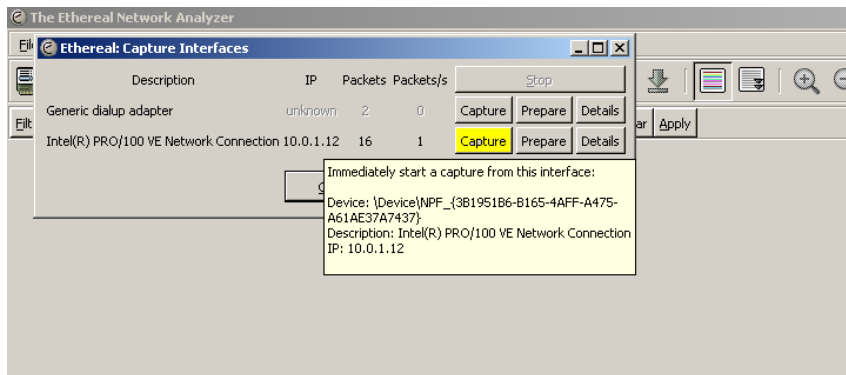 The Ethereal Network Analyzer
Ethereal: Capture Interfaces
Description IP Packets Packets/s Stop
Generic dialup adapter unknown 2 0 Capture Prepare Details
Apply
Intel(R) PRO/100 VE Network Connection 10.0.1.12 16 1 Capture Prepare Details
Immediately start a capture from this interface:
Device: \Device\NPF_{3B1951B6-B165-4AFF-A475-
A61AE37A7437}
Description: Intel(R) PRO/100 VE Network Connection
IP: 10.0.1.12